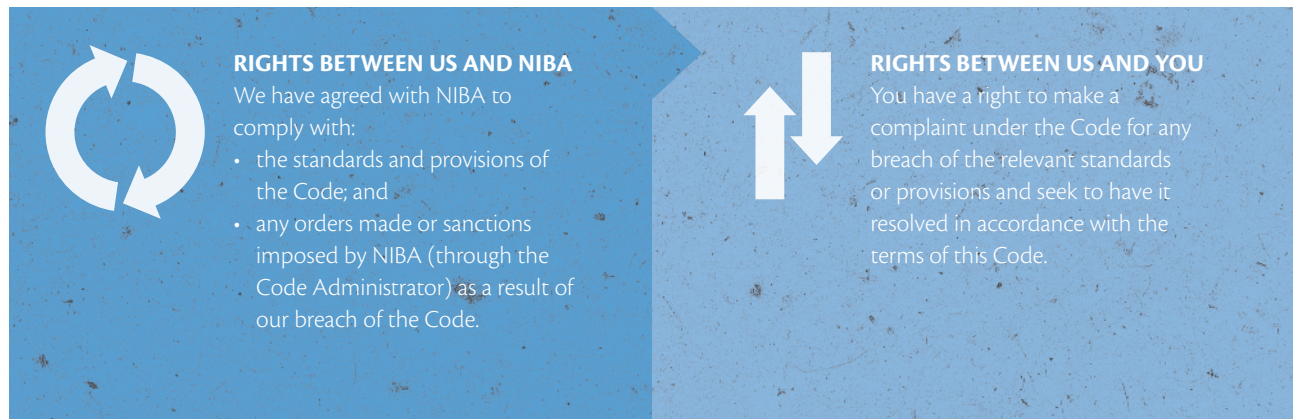 RIGHTS BETWEEN US AND NIBA
We have agreed with NIBA to
comply with:
• the standards and provisions of
the Code; and
• any orders made or sanctions
imposed by NIBA (through the
Code Administrator) as a result of
our breach of the Code.
RIGHTS BETWEEN US AND YOU
You have a right to make a
complaint under the Code for any
breach of the relevant standards
or provisions and seek to have it
resolved in accordance with the
terms of this Code.